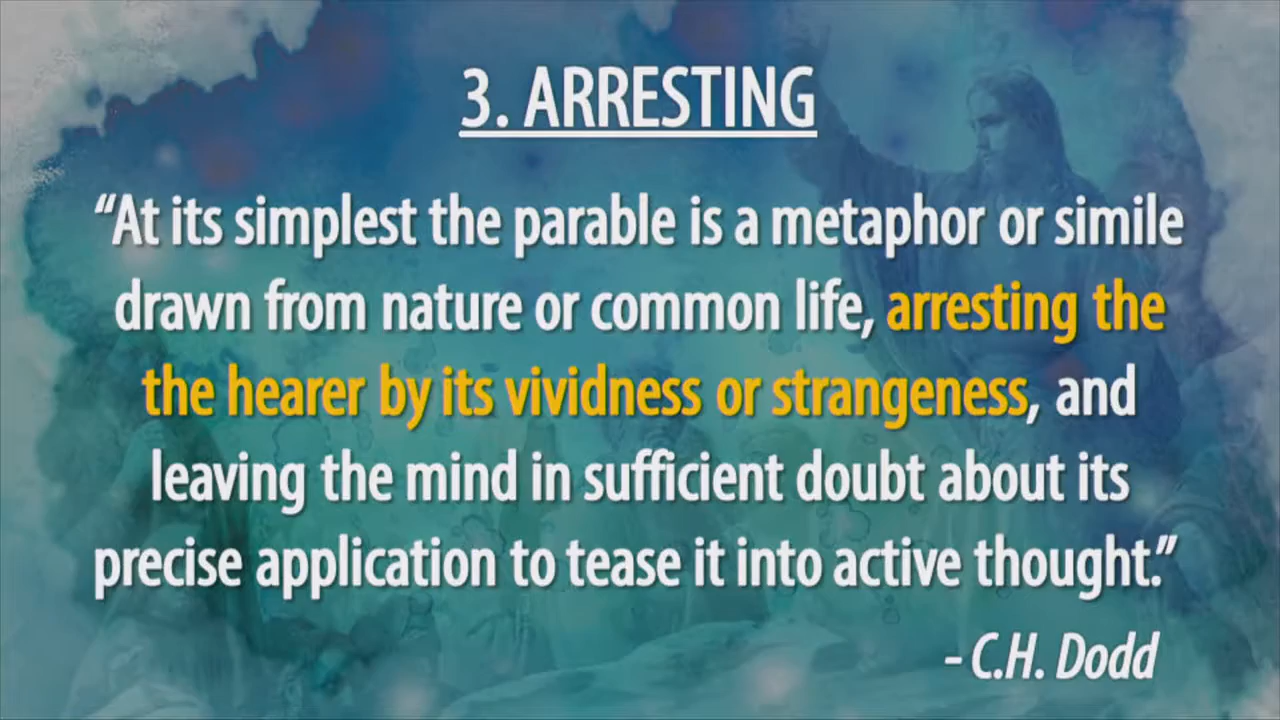 3. ARRESTING
“At its simplest the parable is a metaphor or simile
drawn from nature or common life, arresting the
the hearer by its vividness or strangeness, and
leaving the mind in sufficient doubt about its
precise application to tease it into active thought.”
- C.H. Dodd